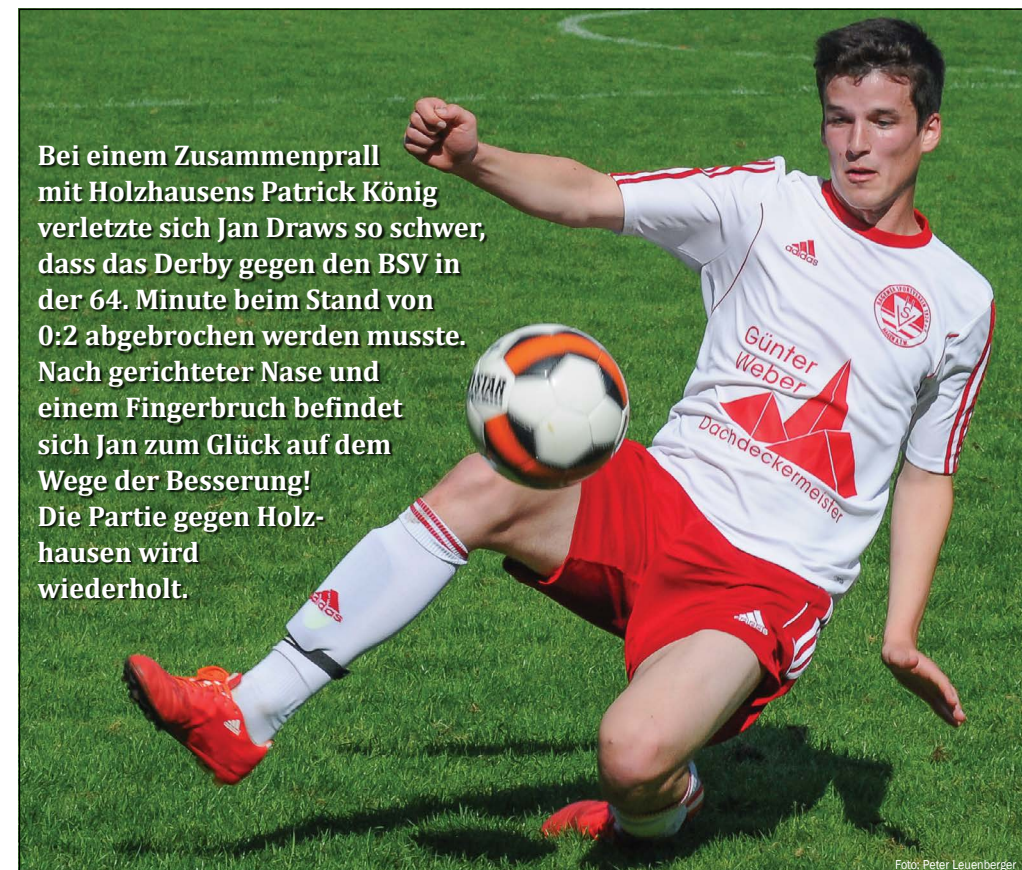 Bei einem Zusammenprall
mit Holzhausens Patrick König
verletzte sich Jan Draws so schwer,
dass das Derby gegen den BSV in
der 64. Minute beim Stand von
0:2 abgebrochen werden musste.
Nach gerichteter Nase und
einem Fingerbruch befindet
sich Jan zum Glück auf dem
Wege der Besserung!
Die Partie gegen Holz-
hausen wird
wiederholt.
adidas
Günter
Weber
Dachdeckermeister
STAR
adidas
adidas
Foto: Peter Leuenberger